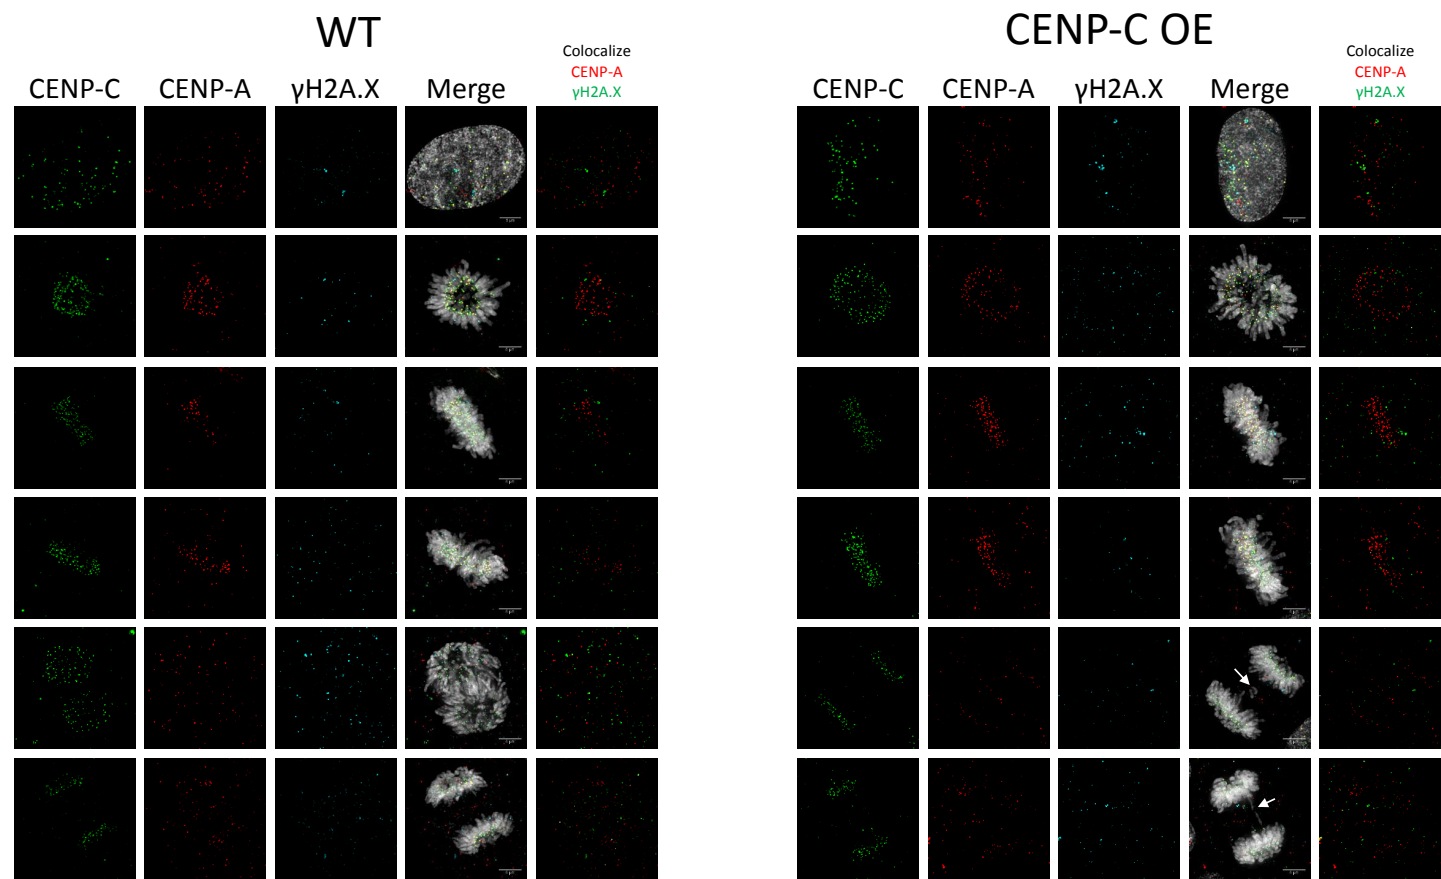 WT
CENP-C OE
Colocalize
CENP-A
γH2A.X
Colocalize
CENP-A
γH2A.X
CENP-C CENP-A γH2A.X Merge
CENP-C CENP-A γH2A.X Merge